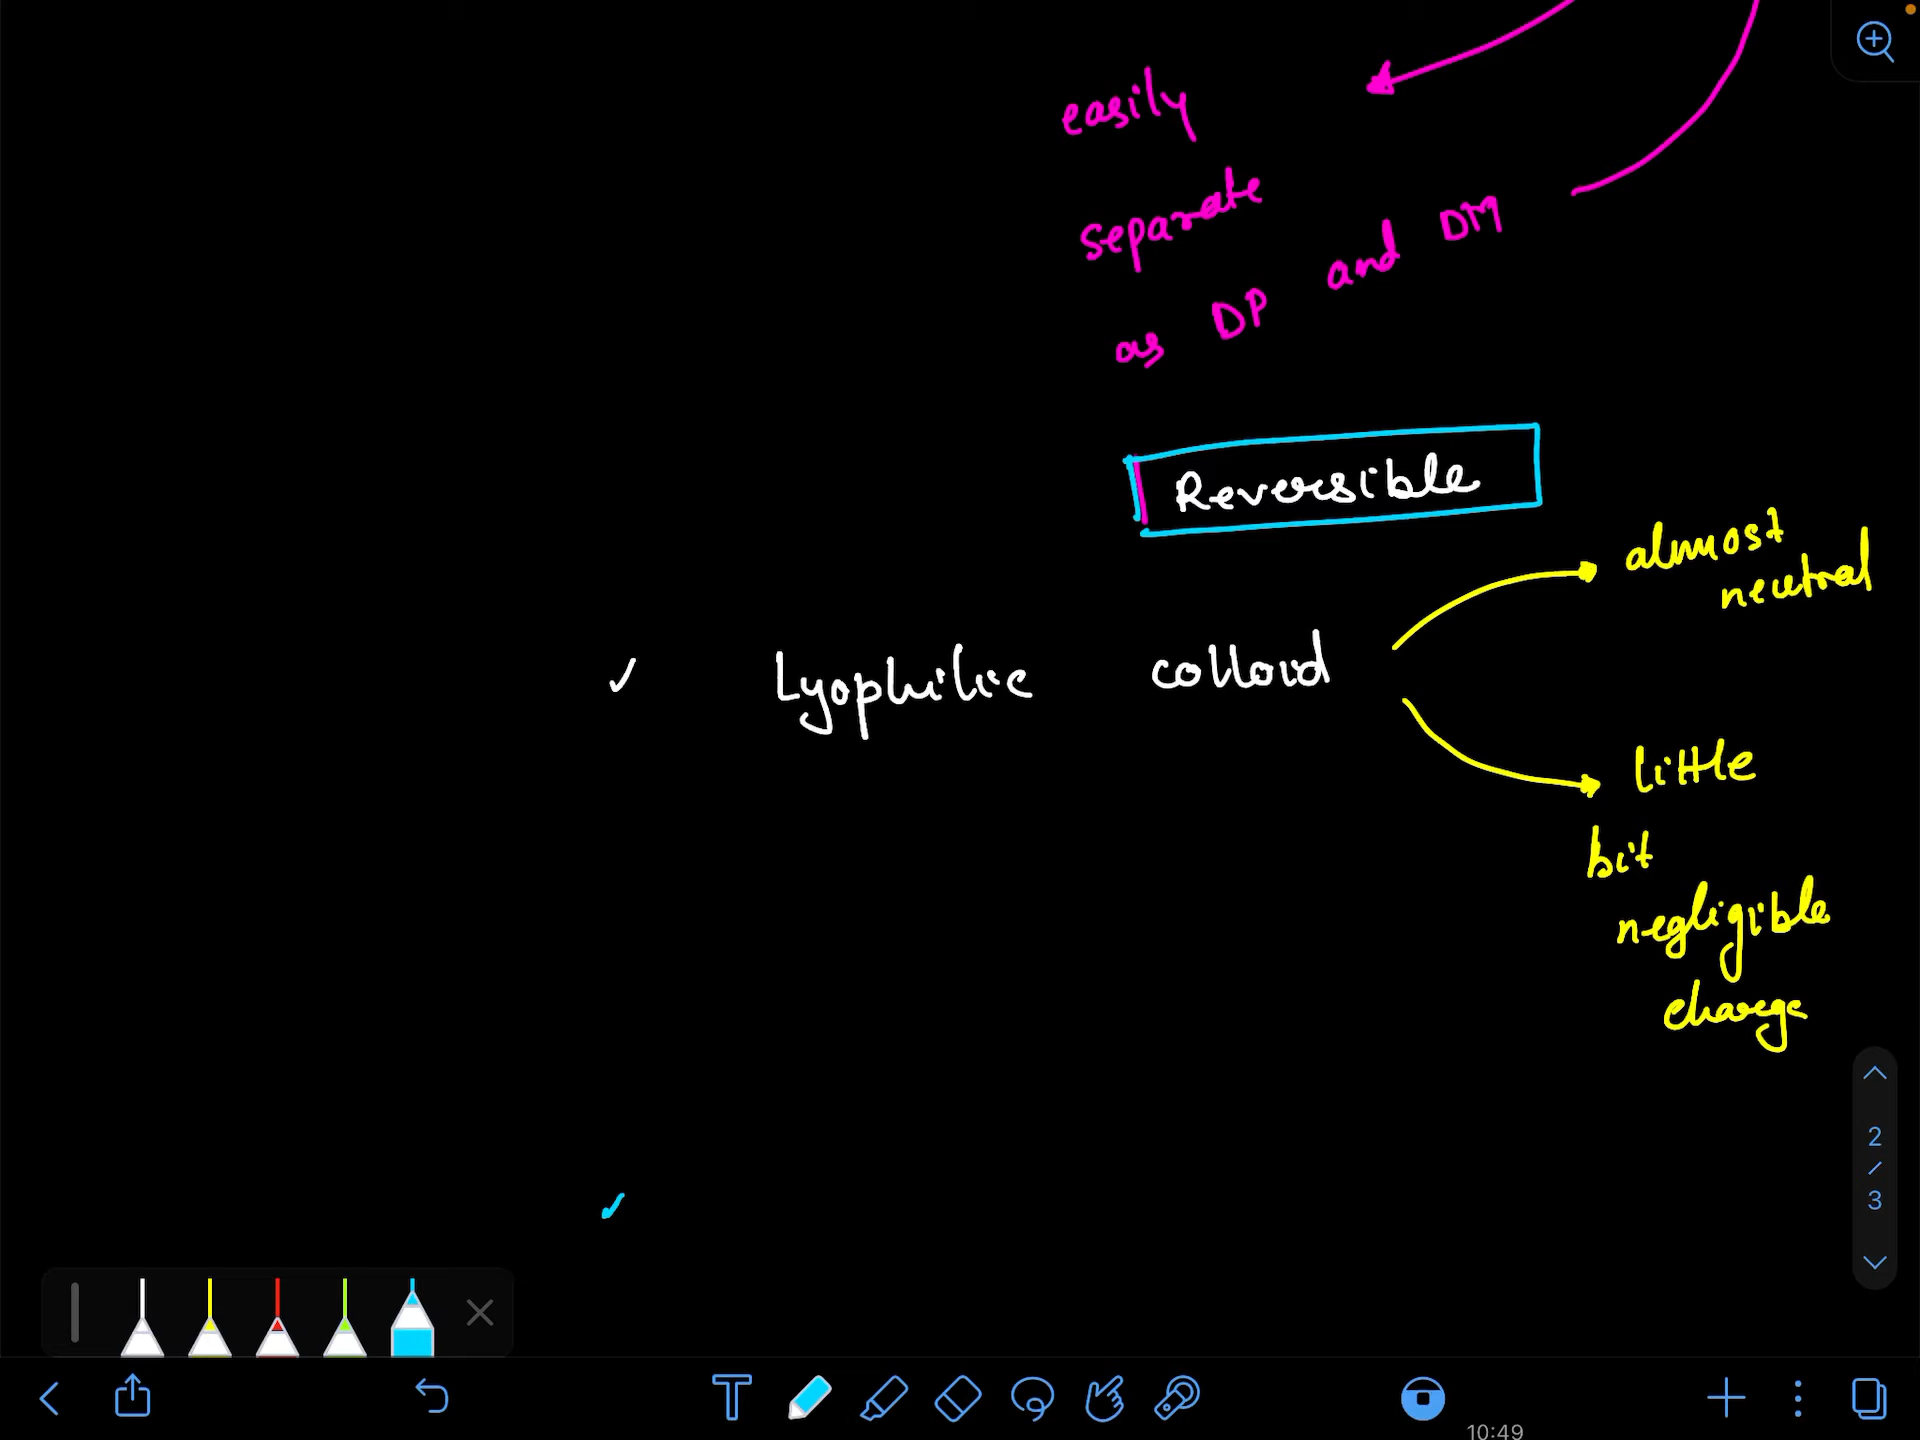 easily
separate
as DP and DM
Reversible
almost
neutral
Lyophilic colloid
little
bit
negligible
charge
2
/
3
T
10:49